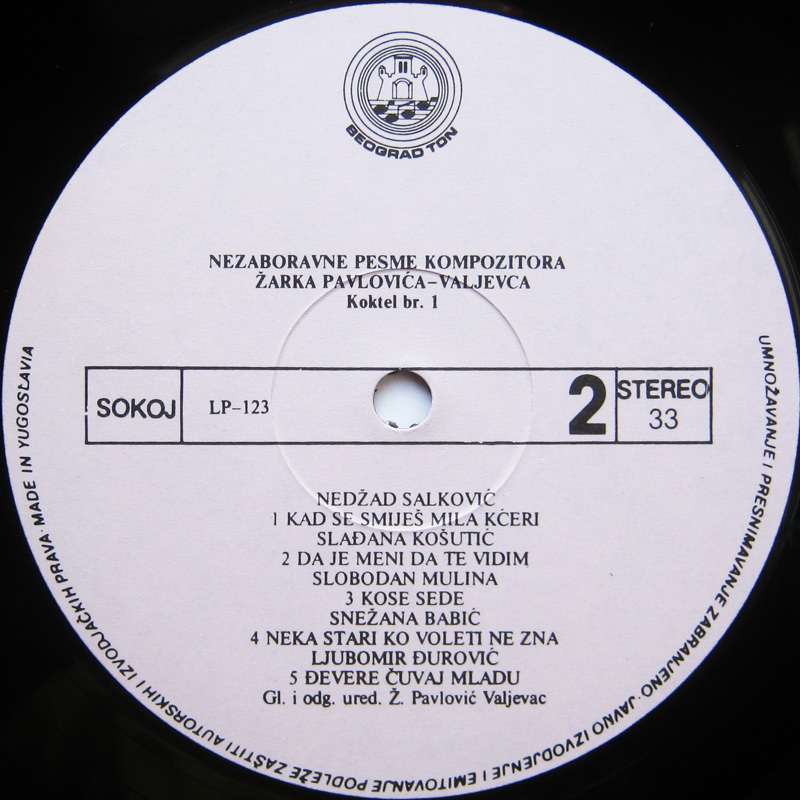 BEOGRAD TON
NEZABORAVNE PESME KOMPOZITORA
ŽARKA PAVLOVIĆA-VALJEVCA
Koktel br. 1
SOKOJ
LP-123
2
STEREO
33
NEDŽAD SALKOVIĆ
1 KAD SE SMIJEŠ MILA KĆERI
SLAĐANA KOŠUTIĆ
2 DA JE MENI DA TE VIDIM
SLOBODAN MULINA
3 KOSE SEDE
SNEŽANA BABIĆ
4 NEKA STARI KO VOLETI NE ZNA
LJUBOMIR ĐUROVIĆ
5 ĐEVERE ČUVAJ MLADU
Gl. i odg. ured. Ž. Pavlović Valjevac
UMNOŽAVANJE I PRESNIMAVANJE ZABRANJENO· JAVNO IZVODJENJE I EMITOVANJE PODLEŽE ZAŠTITI AUTORSKIH I IZVODJAČKIH PRAVA· MADE IN YUGOSLAVIA